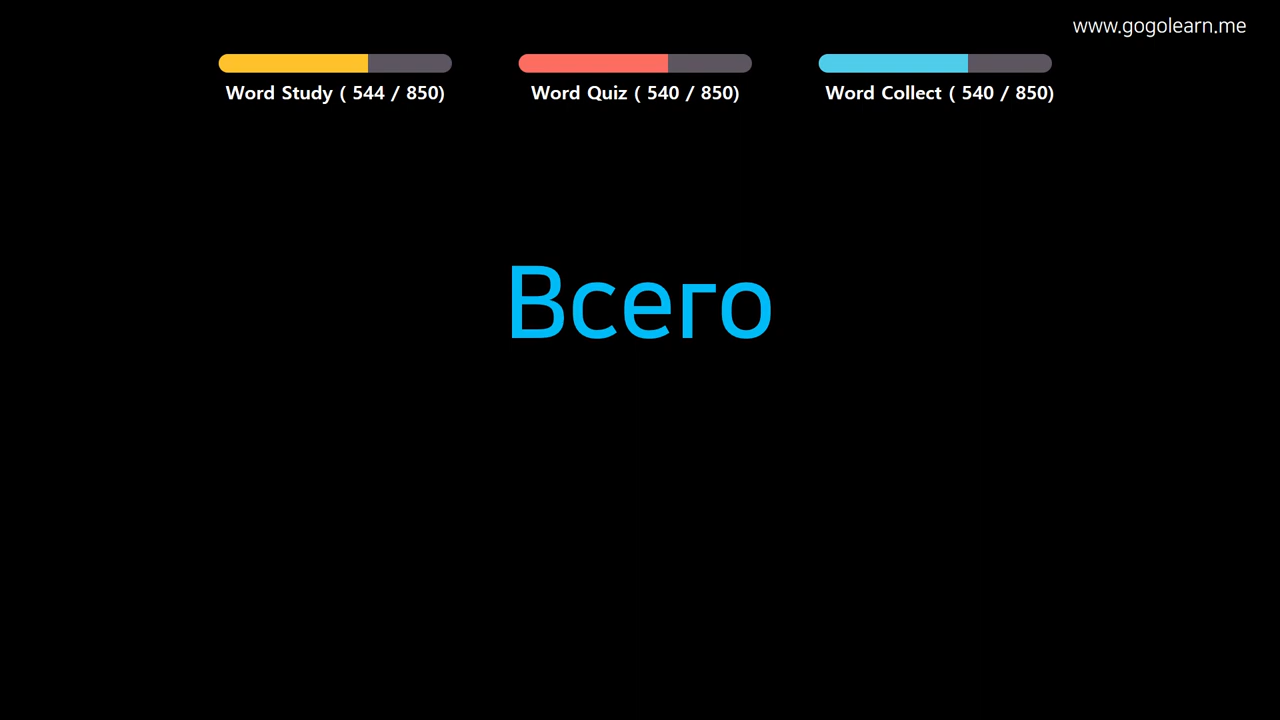 www.gogolearn.me
Word Study ( 544 / 850)
Word Quiz ( 540 / 850)
Word Collect ( 540 / 850)
Всего